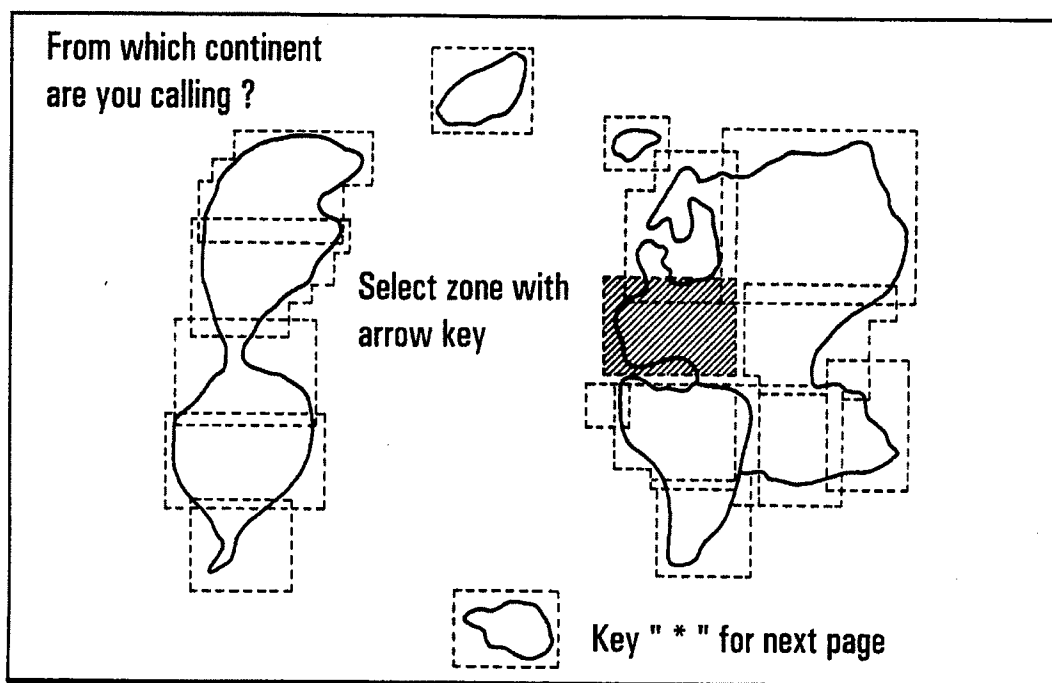 From which continent
are you calling ?
Select zone with
arrow key
Key " * " for next page